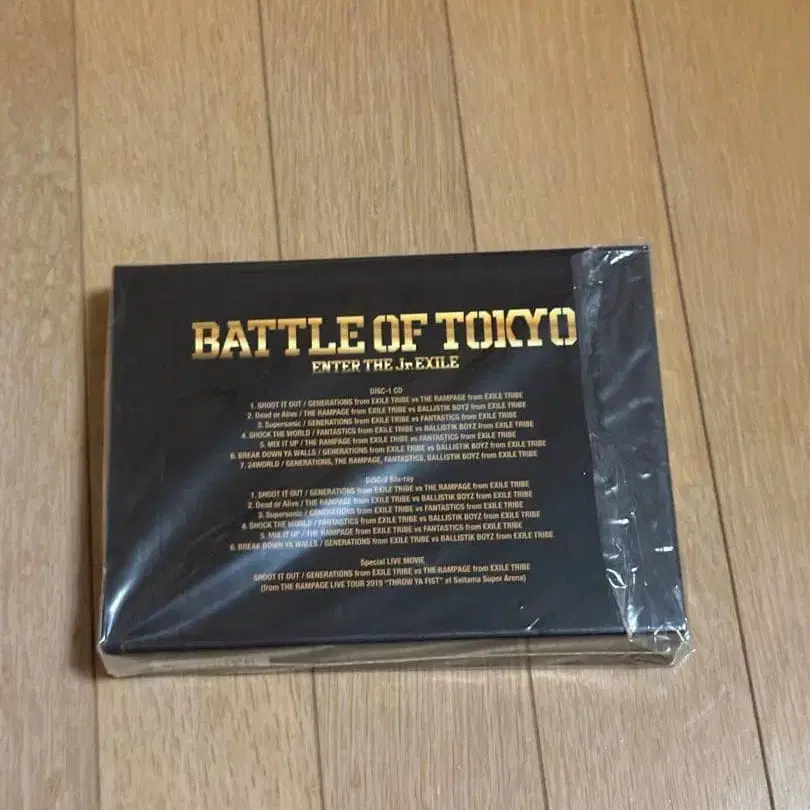 BATTLE OF TOKYO
ENTER THE Jr.EXILE
DISC-1 CD
1. SHOOT IT OUT / GENERATIONS from EXILE TRIBE vs THE RAMPAGE from EXILE TRIBE
2. Dead or Alive / THE RAMPAGE from EXILE TRIBE vs BALLISTIK BOYZ from EXILE TRIBE
3. Supersonic / GENERATIONS from EXILE TRIBE vs FANTASTICS from EXILE TRIBE
4. SHOCK THE WORLD / FANTASTICS from EXILE TRIBE vs BALLISTIK BOYZ from EXILE TRIBE
5. MIX IT UP / THE RAMPAGE from EXILE TRIBE vs FANTASTICS from EXILE TRIBE
6. BREAK DOWN YA WALLS / GENERATIONS from EXILE TRIBE vs BALLISTIK BOYZ from EXILE TRIBE
7. 24WORLD / GENERATIONS, THE RAMPAGE, FANTASTICS, BALLISTIK BOYZ from EXILE TRIBE
DISC-2 Blu-ray
1. SHOOT IT OUT / GENERATIONS from EXILE TRIBE vs THE RAMPAGE from EXILE TRIBE
2. Dead or Alive / THE RAMPAGE from EXILE TRIBE vs BALLISTIK BOYZ from EXILE TRIBE
3. Supersonic / GENERATIONS from EXILE TRIBE vs FANTASTICS from EXILE TRIBE
4. SHOCK THE WORLD / FANTASTICS from EXILE TRIBE vs BALLISTIK BOYZ from EXILE TRIBE
5. MIX IT UP / THE RAMPAGE from EXILE TRIBE vs FANTASTICS from EXILE TRIBE
6. BREAK DOWN YA WALLS / GENERATIONS from EXILE TRIBE vs BALLISTIK BOYZ from EXILE TRIBE
Special LIVE MOVIE
SHOOT IT OUT / GENERATIONS from EXILE TRIBE vs THE RAMPAGE from EXILE TRIBE
(from THE RAMPAGE LIVE TOUR 2019 "THROW YA FIST" at Saitama Super Arena)